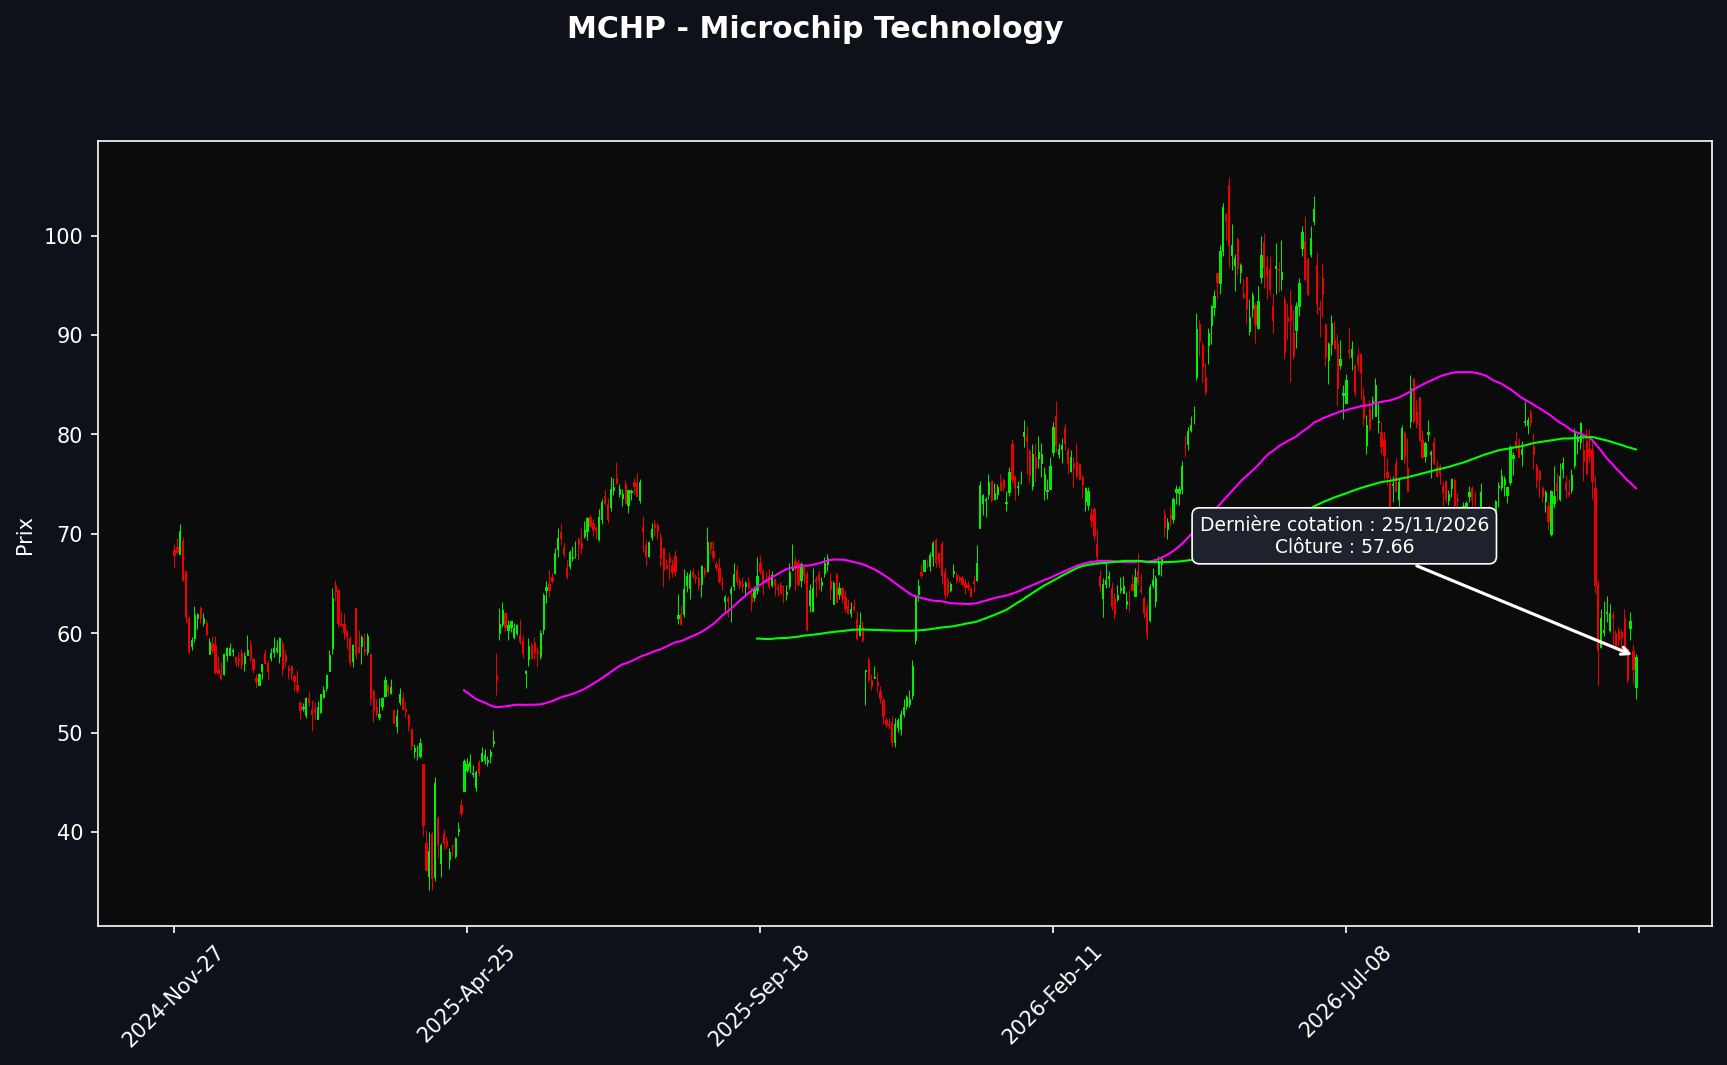 MCHP - Microchip Technology
Prix
100
90
80
70
60
50
40
Dernière cotation : 25/11/2026
Clôture : 57.66
2024-Nov-27
2025-Apr-25
2025-Sep-18
2026-Feb-11
2026-Jul-08